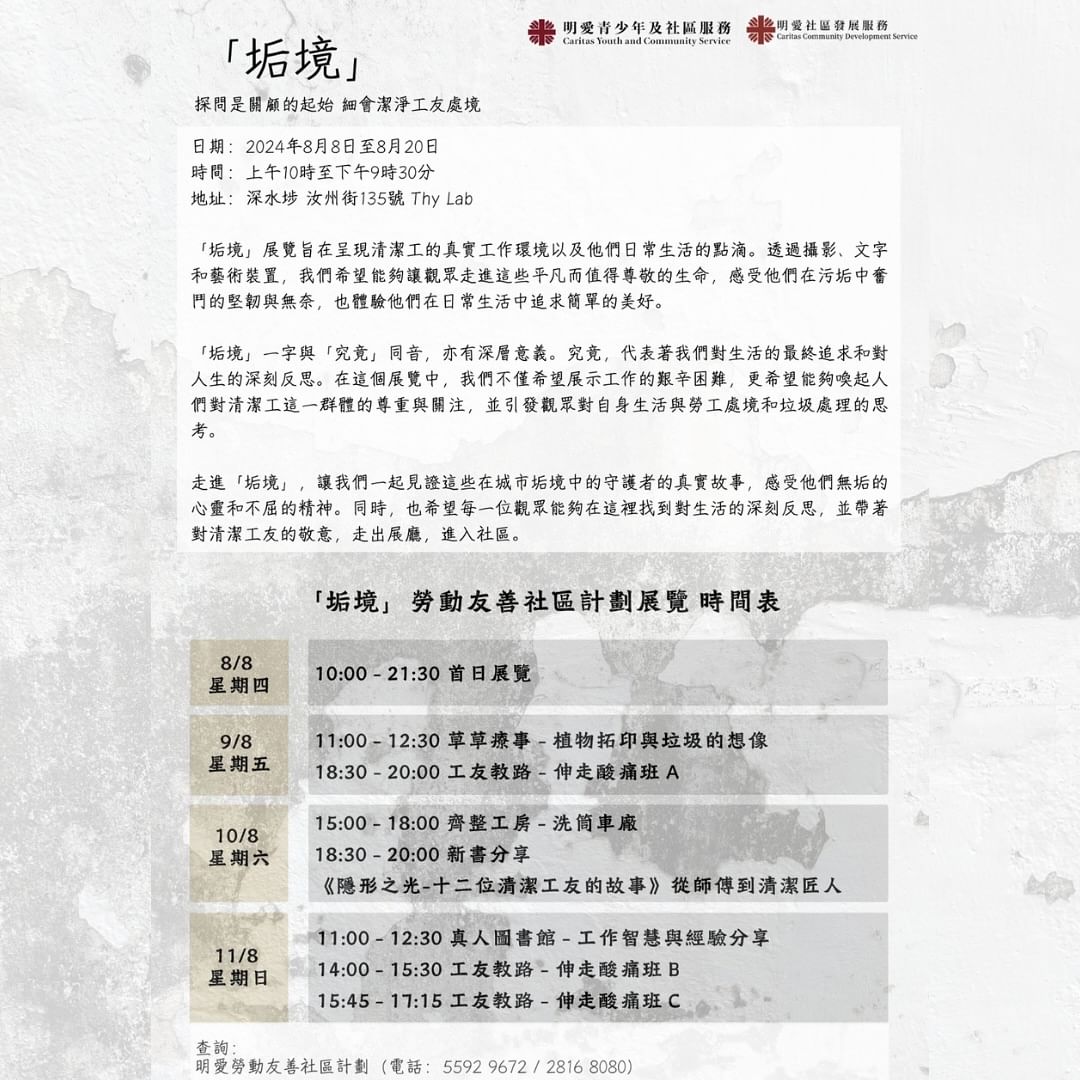 明愛青少年及社區服務
Caritas Youth and Community Service
明愛社區發展服務
Caritas Community Development Service
「垢境」
探問是關顧的起始 細會潔淨工友處境
日期：2024年8月8日至8月20日
時間：上午10時至下午9時30分
地址：深水埗 汝州街135號 Thy Lab
「垢境」展覽旨在呈現清潔工的真實工作環境以及他們日常生活的點滴。透過攝影、文字
和藝術裝置，我們希望能夠讓觀眾走進這些平凡而值得尊敬的生命，感受他們在污垢中奮
鬥的堅韌與無奈，也體驗他們在日常生活中追求簡單的美好。
「垢境」一字與「究竟」同音，亦有深層意義。究竟，代表著我們對生活的最終追求和對
人生的深刻反思。在這個展覽中，我們不僅希望展示工作的艱辛困難，更希望能夠喚起人
們對清潔工這一群體的尊重與關注，並引發觀眾對自身生活與勞工處境和垃圾處理的思
考。
走進「垢境」，讓我們一起見證這些在城市垢境中的守護者的真實故事，感受他們無垢的
心靈和不屈的精神。同時，也希望每一位觀眾能夠在這裡找到對生活的深刻反思，並帶著
對清潔工友的敬意，走出展廳，進入社區。
「垢境」 勞動友善社區計劃展覽 時間表
8/8
星期四
10:00 - 21:30 首日展覽
9/8
星期五
11:00 - 12:30 草草療事 - 植物拓印與垃圾的想像
18:30 - 20:00 工友教路 - 伸走酸痛班 A
10/8
星期六
15:00 - 18:00 齊整工房 - 洗筒車廠
18:30 - 20:00 新書分享
《隱形之光-十二位清潔工友的故事》從師傅到清潔匠人
11/8
星期日
11:00 - 12:30 真人圖書館 - 工作智慧與經驗分享
14:00 - 15:30 工友教路 - 伸走酸痛班 B
15:45 - 17:15 工友教路 - 伸走酸痛班 C
查詢：
明愛勞動友善社區計劃（電話：5592 9672 / 2816 8080）